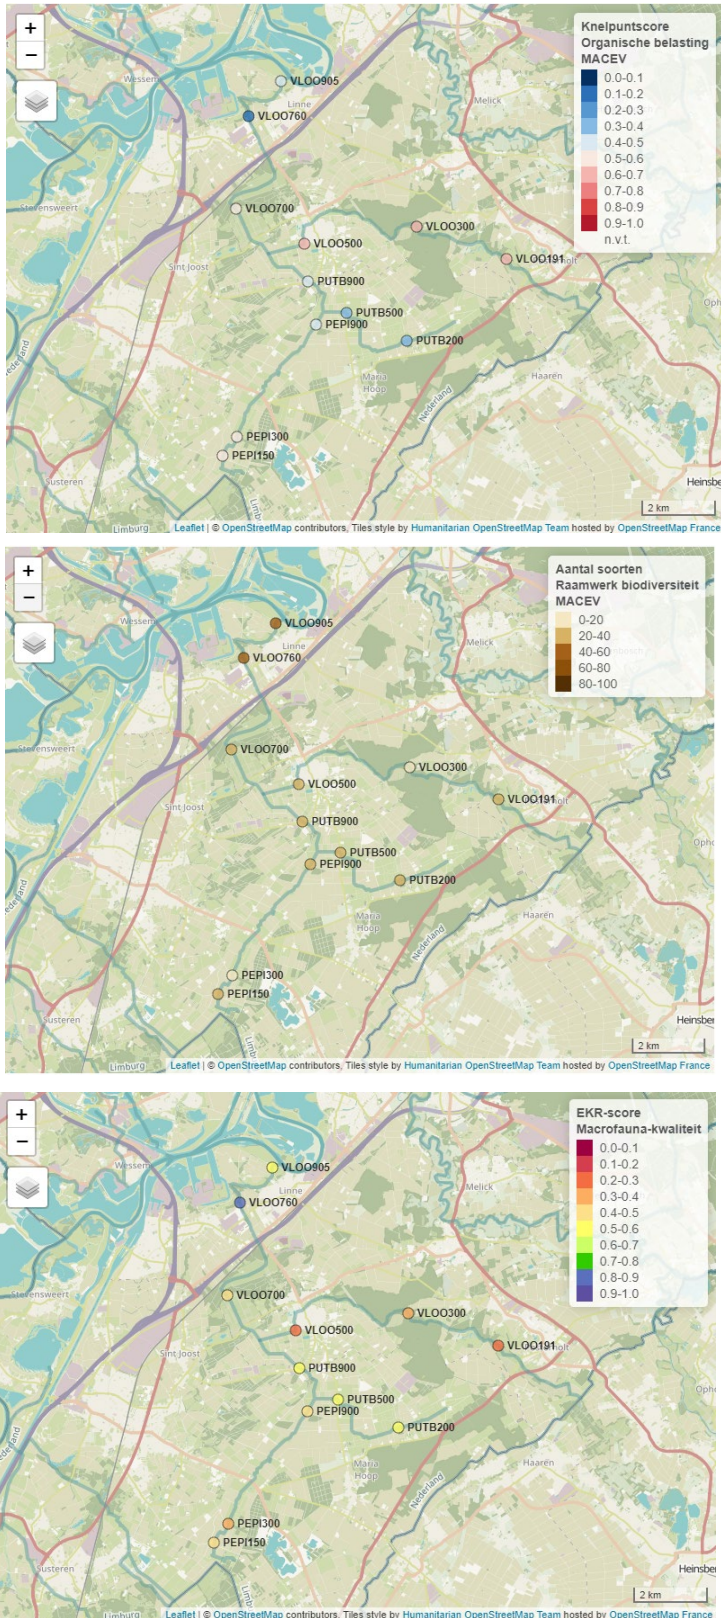 +
−
Knelpuntscore
Organische belasting
MACEV
0.0-0.1
0.1-0.2
0.2-0.3
0.3-0.4
0.4-0.5
0.5-0.6
0.6-0.7
0.7-0.8
0.8-0.9
0.9-1.0
n.v.t.
Wessem
VLOO905
Linne
Melick
VLOO760
Stevensweert
VLOO700
VLOO300
VLOO500
VLOO191
Sint Joost
PUTB900
PUTB500
PEPI900
PUTB200
Maria
Hoop
Haaren
Nederland
PEPI300
PEPI150
Susteren
Limburg
Heinsb
2 km
Leaflet | © OpenStreetMap contributors, Tiles style by Humanitarian OpenStreetMap Team hosted by OpenStreetMap France
+
−
Aantal soorten
Raamwerk biodiversiteit
MACEV
0-20
20-40
40-60
60-80
80-100
Wessem
VLOO905
Linne
Melick
VLOO760
Stevensweert
VLOO700
VLOO300
VLOO500
VLOO191
Sint Joost
PUTB900
PUTB500
PEPI900
PUTB200
Maria
Hoop
Haaren
Nederland
PEPI300
PEPI150
Susteren
Limburg
Heinsber
2 km
Leaflet | © OpenStreetMap contributors, Tiles style by Humanitarian OpenStreetMap Team hosted by OpenStreetMap France
+
−
EKR-score
Macrofauna-kwaliteit
0.0-0.1
0.1-0.2
0.2-0.3
0.3-0.4
0.4-0.5
0.5-0.6
0.6-0.7
0.7-0.8
0.8-0.9
0.9-1.0
Wessem
VLOO905
Linne
Melick
VLOO760
Stevensweert
VLOO700
VLOO300
VLOO500
VLOO191
Sint Joost
PUTB900
PUTB500
PEPI900
PUTB200
Maria
Hoop
Haaren
Nederland
PEPI300
PEPI150
Susteren
Limburg
Heinsbe
2 km
Leaflet | © OpenStreetMap contributors, Tiles style by Humanitarian OpenStreetMap Team hosted by OpenStreetMap France